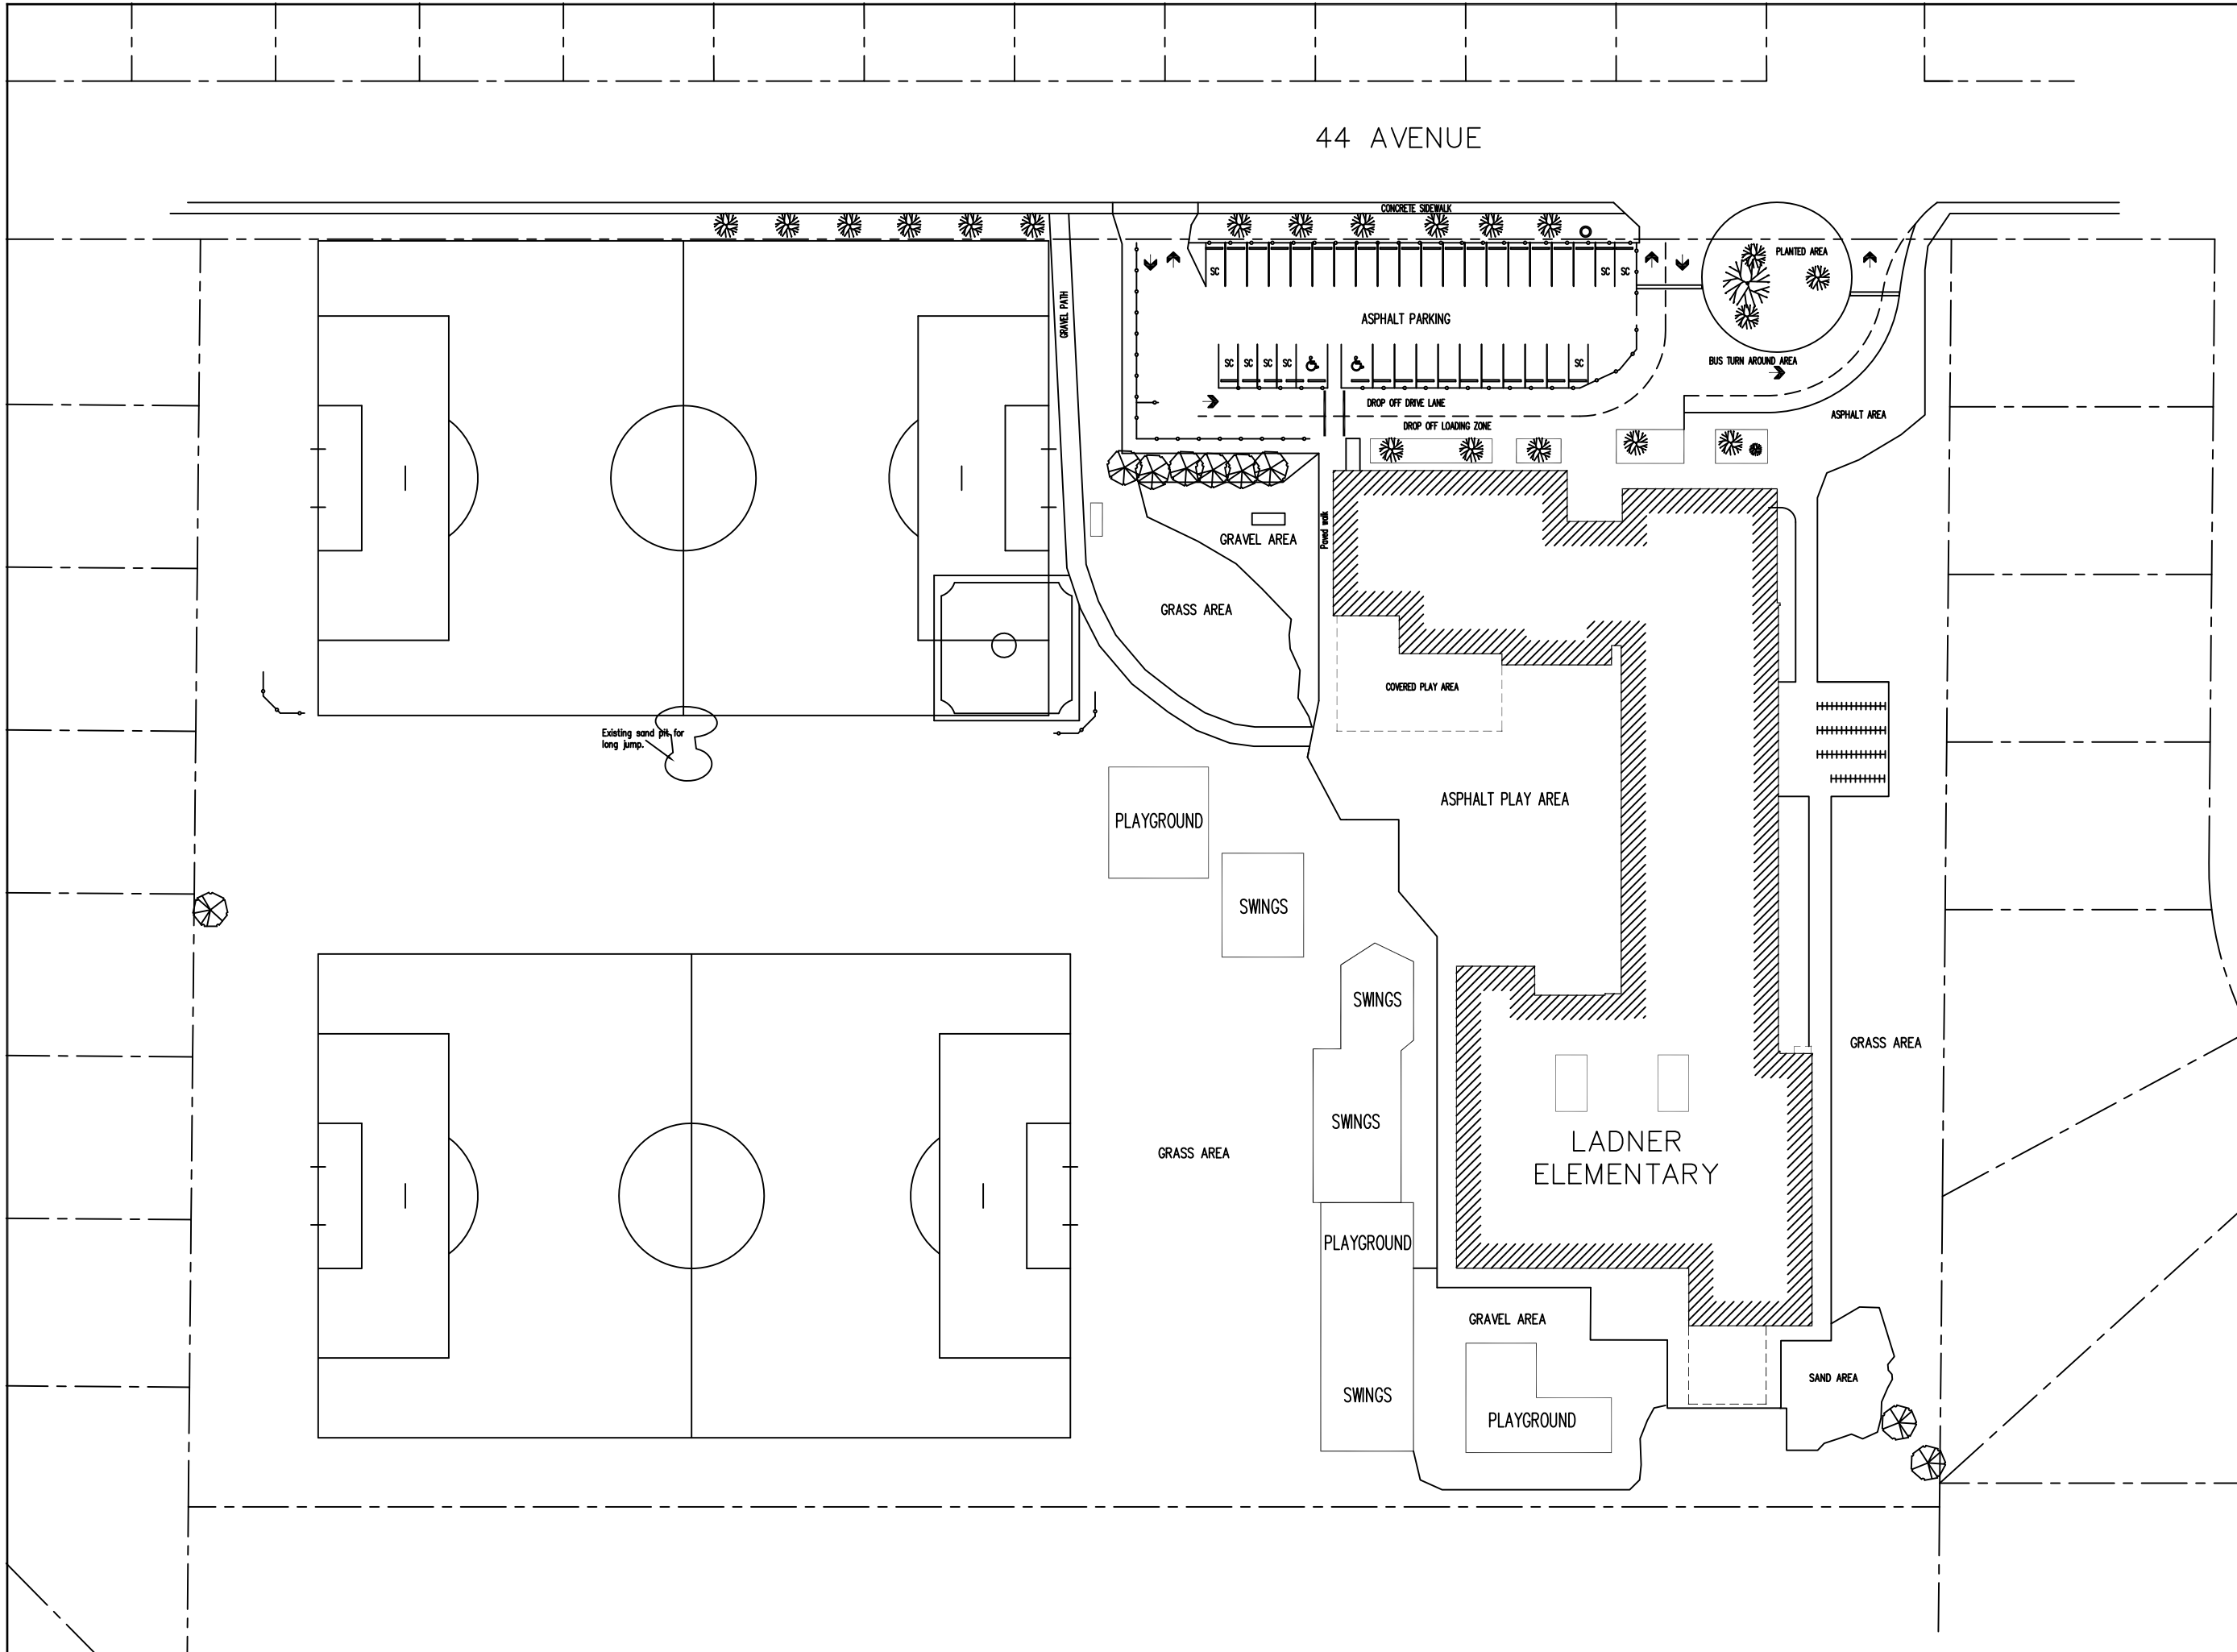 44 AVENUE
CONCRETE SIDEWALK
PLANTED AREA
SC
SC
SC
GRAVEL PATH
ASPHALT PARKING
SC
SC
SC
SC
SC
BUS TURN AROUND AREA
DROP OFF DRIVE LANE
ASPHALT AREA
DROP OFF LOADING ZONE
Paved walk
GRAVEL AREA
GRASS AREA
COVERED PLAY AREA
Existing sand pit for
long jump.
ASPHALT PLAY AREA
PLAYGROUND
SWINGS
SWINGS
GRASS AREA
SWINGS
LADNER
ELEMENTARY
GRASS AREA
PLAYGROUND
GRAVEL AREA
SAND AREA
SWINGS
PLAYGROUND